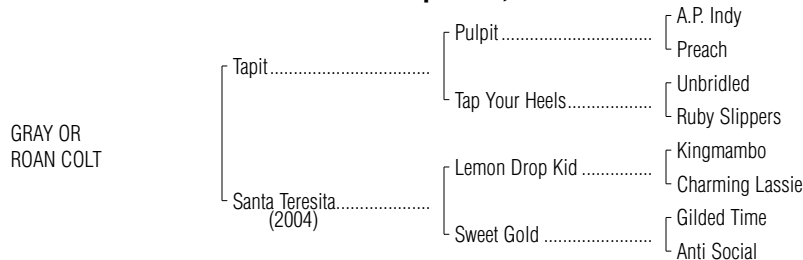 A.P. Indy
Pulpit
Preach
Tapit
Unbridled
Tap Your Heels
Ruby Slippers
GRAY OR
ROAN COLT
Kingmambo
Lemon Drop Kid
Charming Lassie
Santa Teresita
(2004)
Gilded Time
Sweet Gold
Anti Social